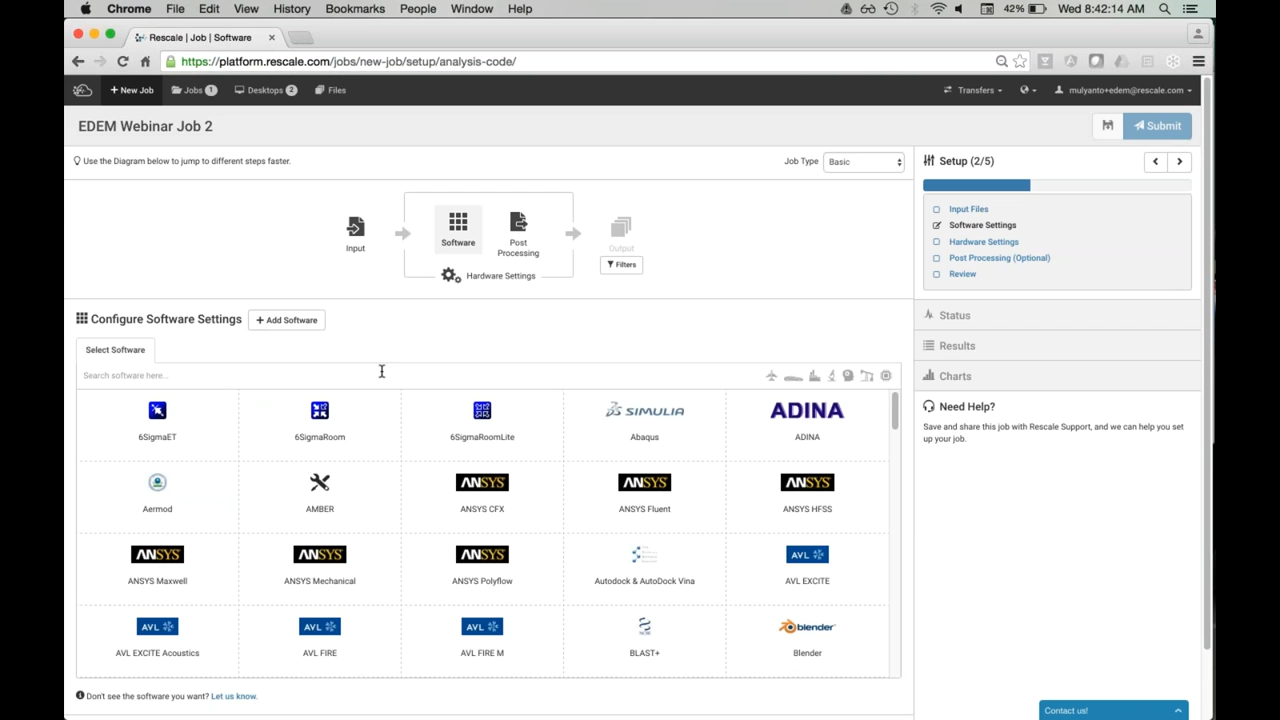 Chrome File Edit View History Bookmarks People Window Help 42% Wed 8:42:14 AM
Rescale | Job | Software
https://platform.rescale.com/jobs/new-job/setup/analysis-code/
+ New Job Jobs 1 Desktops 2 Files Transfers mulyanto+edem@rescale.com
EDEM Webinar Job 2 Submit
Use the Diagram below to jump to different steps faster. Job Type Basic
Setup (2/5)
Input
Software
Post
Processing
Output
Filters
Hardware Settings
Input Files
Software Settings
Hardware Settings
Post Processing (Optional)
Review
Status
Results
Charts
Need Help?
Save and share this job with Rescale Support, and we can help you set
up your job.
Configure Software Settings + Add Software
Select Software
Search software here...
SIMULIA ADINA
6SigmaET 6SigmaRoom 6SigmaRoomLite Abaqus ADINA
ANSYS ANSYS ANSYS
Aermod AMBER ANSYS CFX ANSYS Fluent ANSYS HFSS
ANSYS ANSYS ANSYS AVL
ANSYS Maxwell ANSYS Mechanical ANSYS Polyflow Autodock & AutoDock Vina AVL EXCITE
AVL AVL AVL blender
AVL EXCITE Acoustics AVL FIRE AVL FIRE M BLAST+ Blender
Don't see the software you want? Let us know.
Contact us!